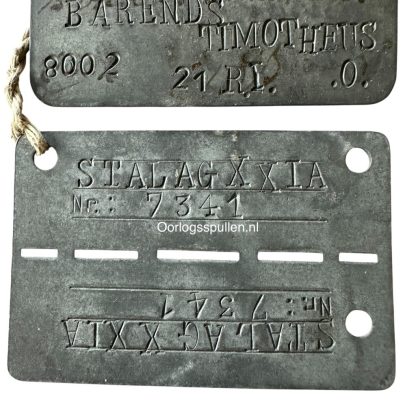 BARENDS
TIMOTHEUS
8002 21 R.I. .O.
STALAG XXIA
Nr.: 7341
Oorlogsspullen.nl
Nr.: 7341
STALAG XXIA